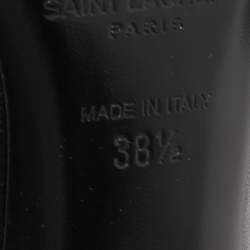 SAINT LAURENT
PARIS
MADE IN ITALY
38½